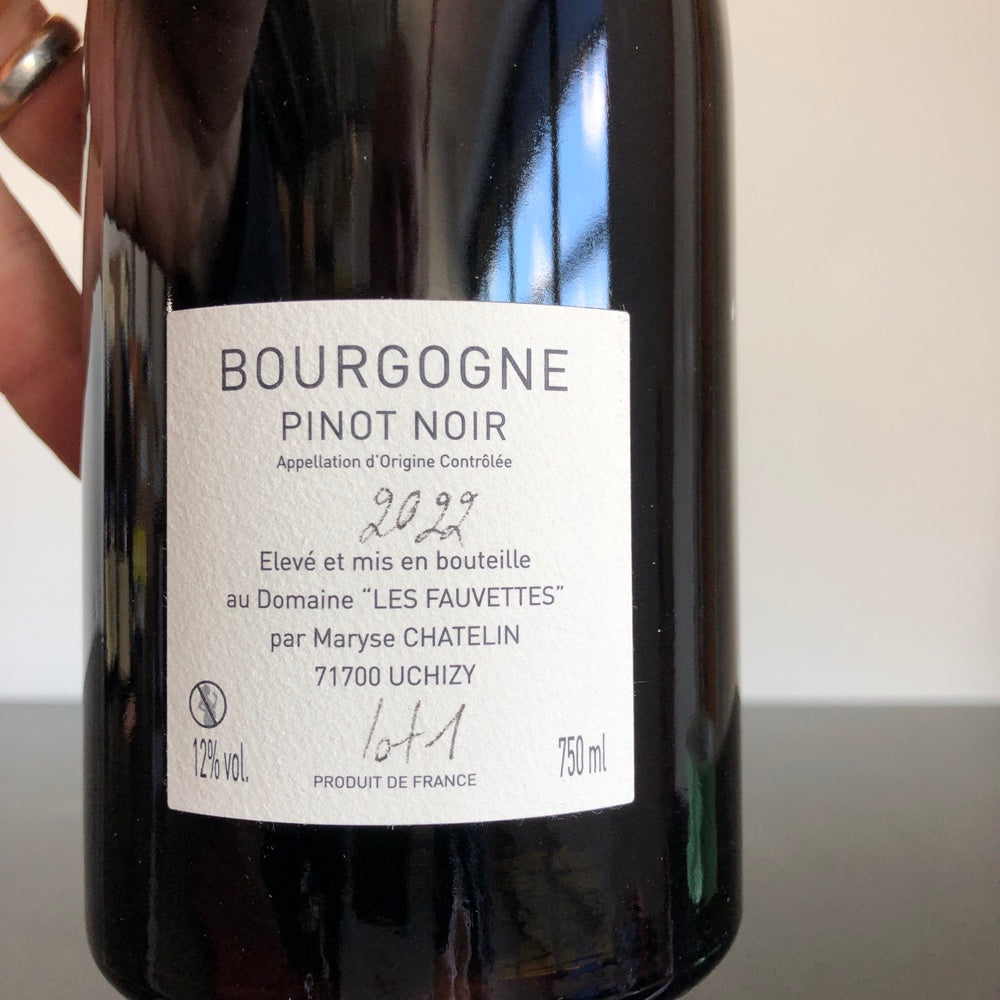 BOURGOGNE
PINOT NOIR
Appellation d'Origine Contrôlée
2022
Elevé et mis en bouteille
au Domaine "LES FAUVETTES"
par Maryse CHATELIN
71700 UCHIZY
lot 1
12% vol.
750 ml
PRODUIT DE FRANCE